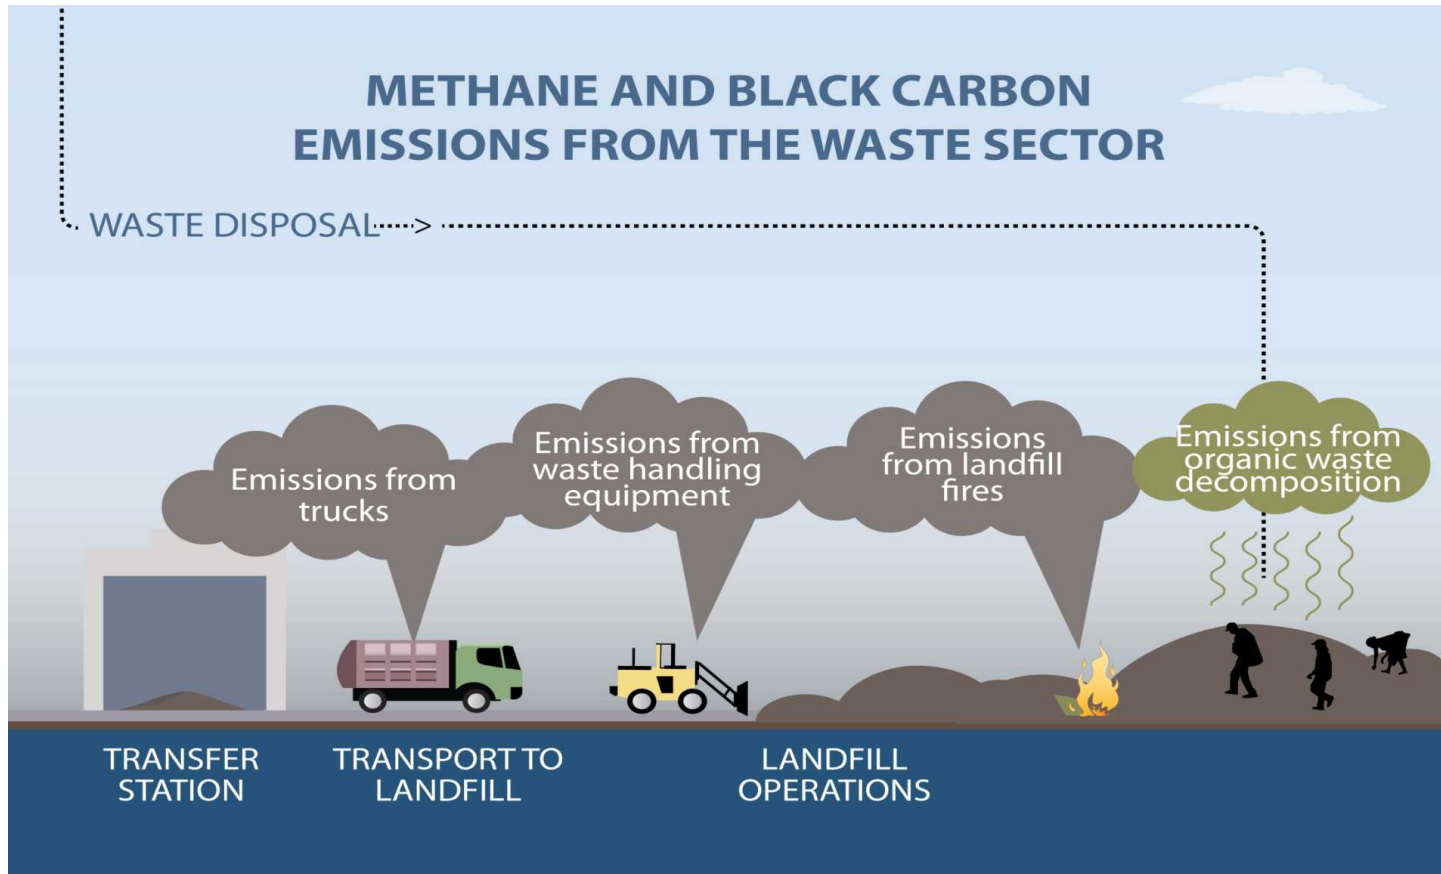 METHANE AND BLACK CARBON
EMISSIONS FROM THE WASTE SECTOR
WASTE DISPOSAL >
Emissions from
trucks
Emissions from
waste handling
equipment
Emissions
from landfill
fires
Emissions from
organic waste
decomposition
TRANSFER
STATION
TRANSPORT TO
LANDFILL
LANDFILL
OPERATIONS